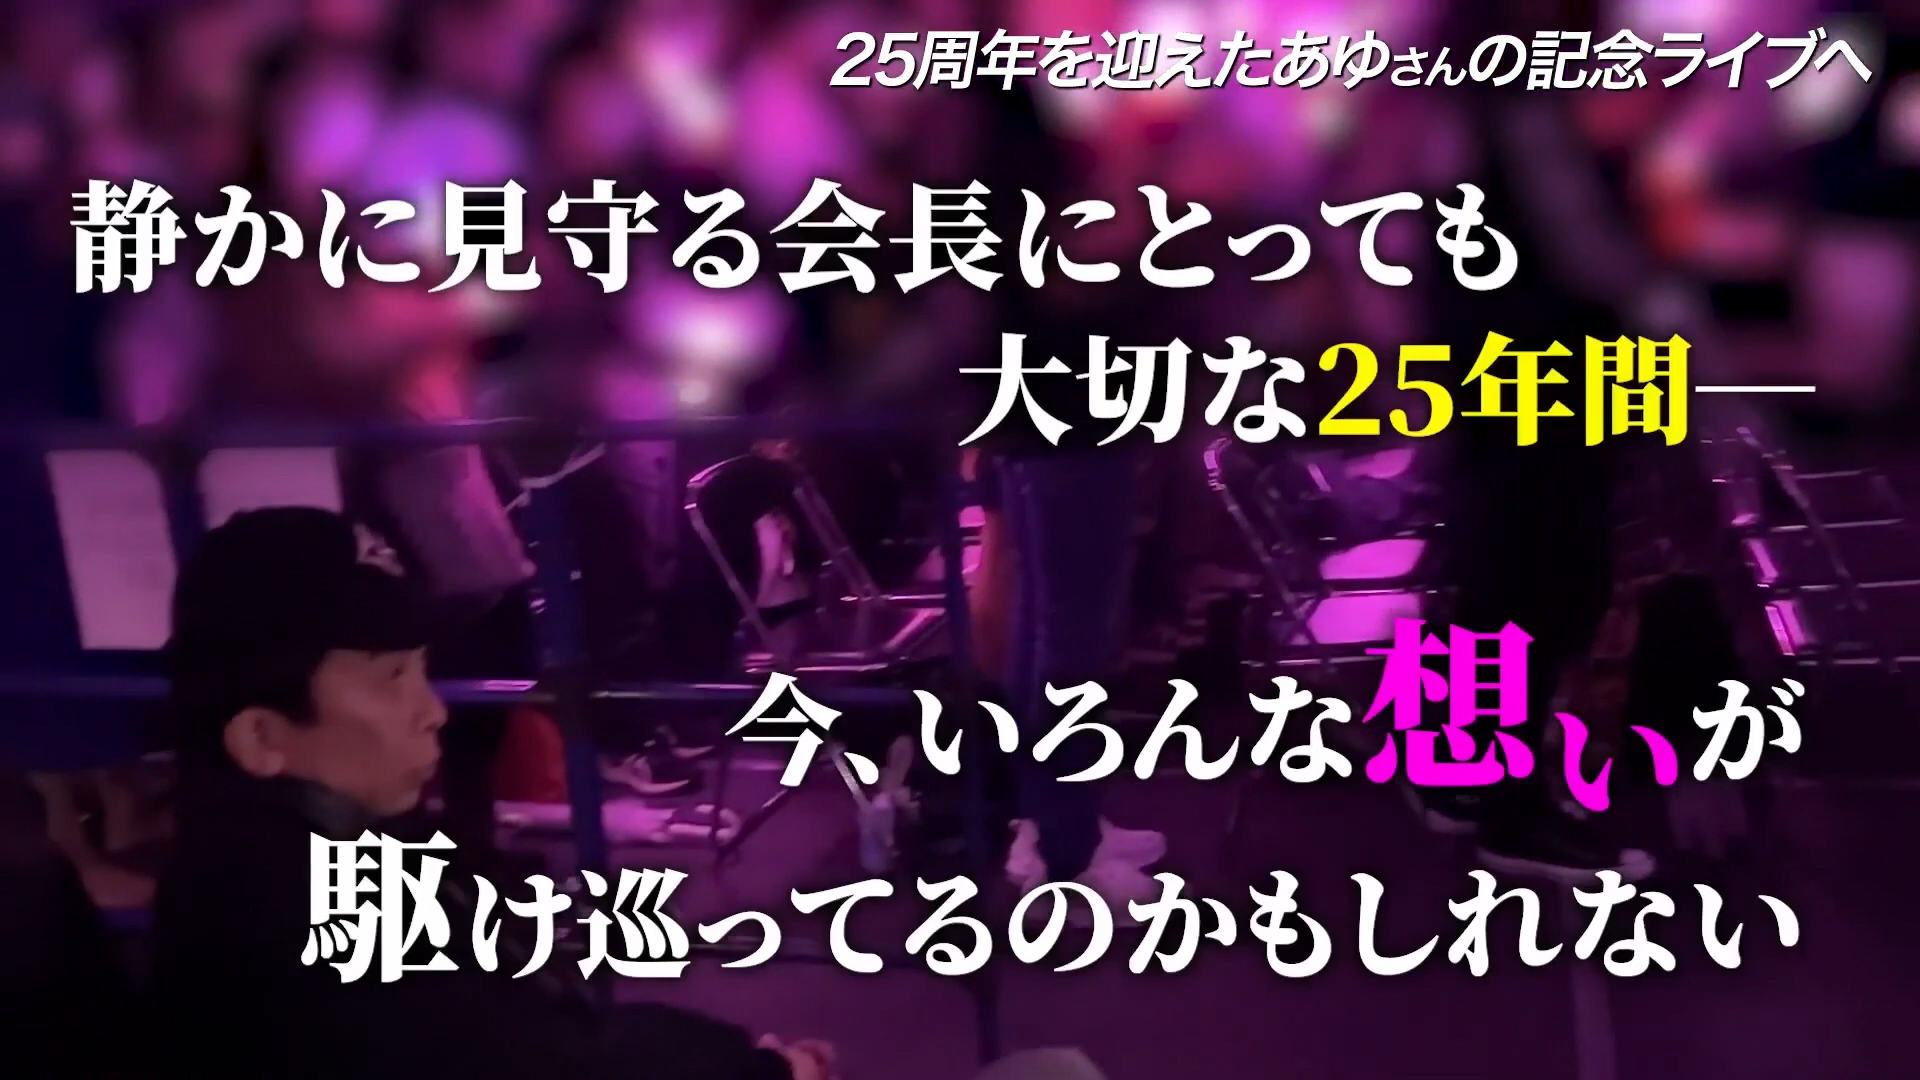 25周年を迎えたあゆさんの記念ライブへ
静かに見守る会長にとっても
大切な25年間―
今、いろんな想いが
駆け巡ってるのかもしれない